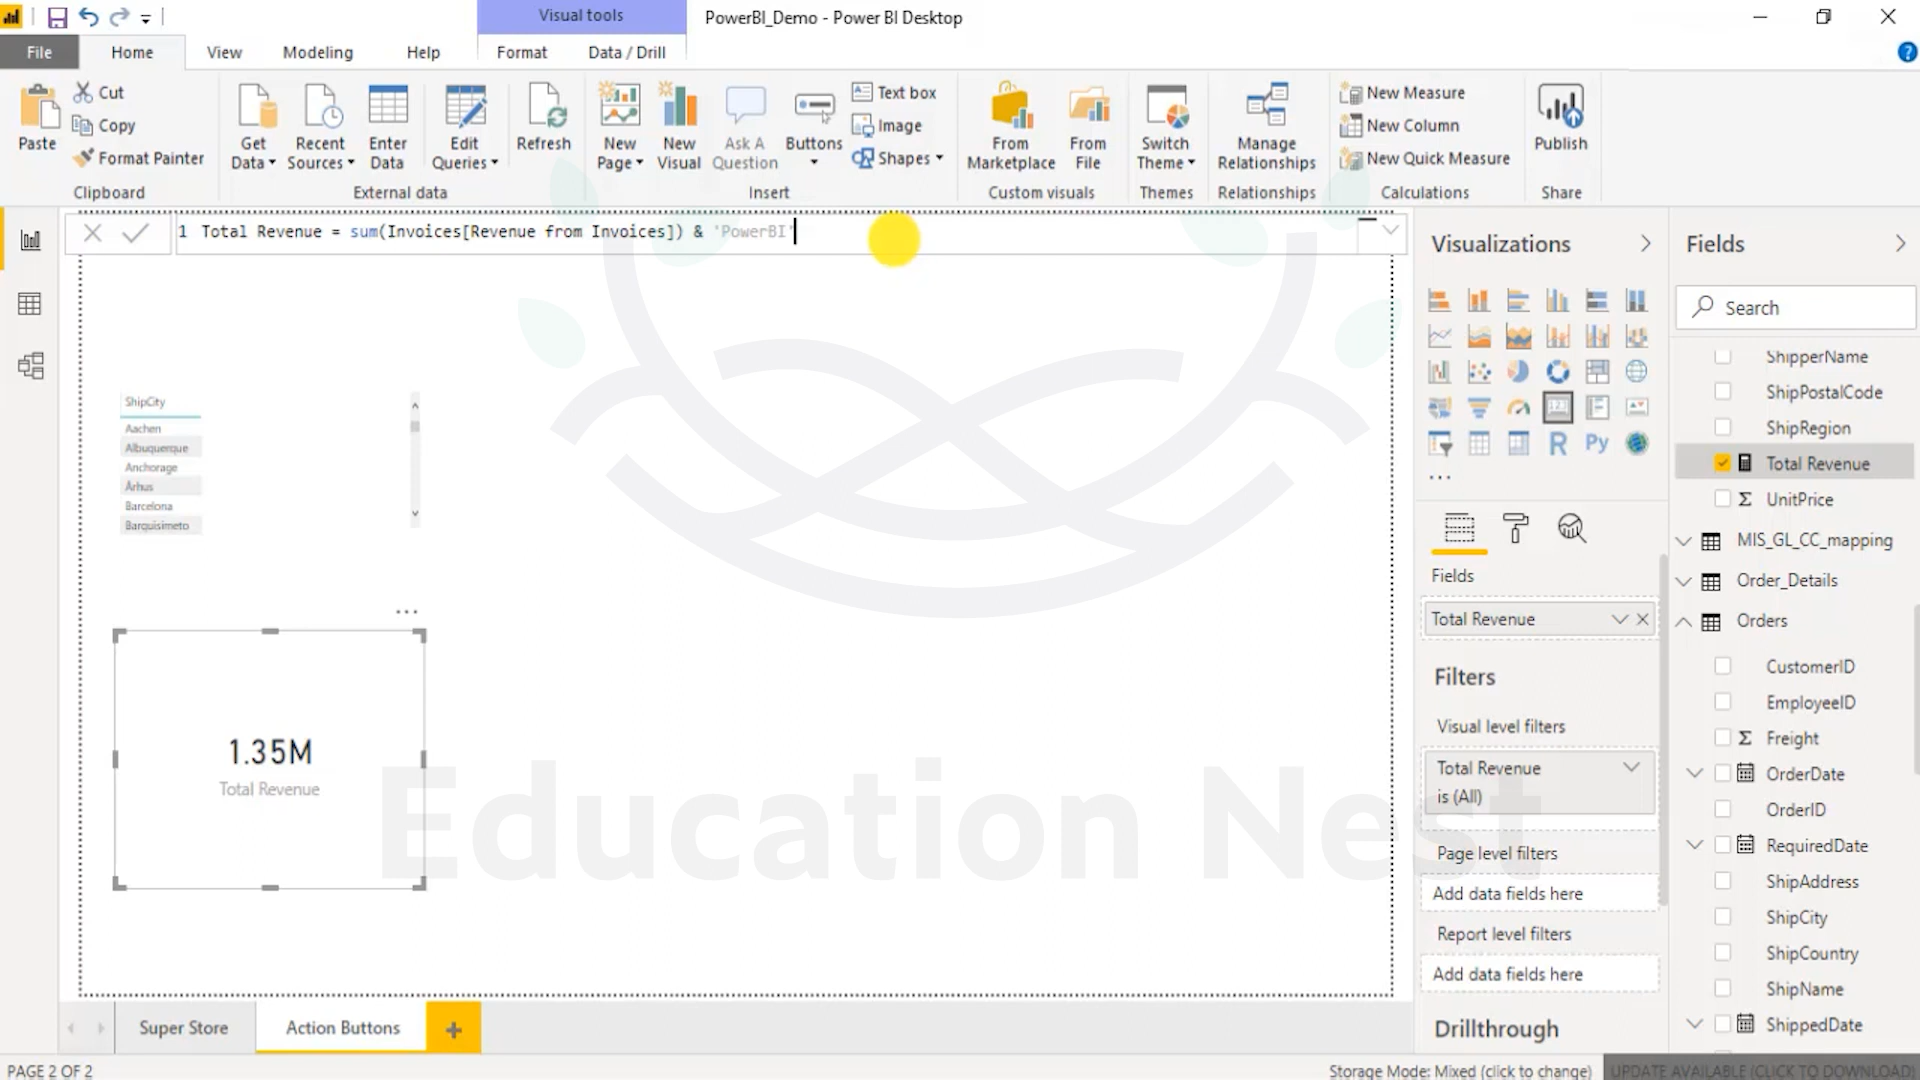 Visual tools
PowerBI_Demo - Power BI Desktop
File
Home
View
Modeling
Help
Format
Data / Drill
Paste
Cut
Copy
Format Painter
Clipboard
Get Data
Recent Sources
Enter Data
Edit Queries
Refresh
External data
New Page
New Visual
Ask A Question
Buttons
Text box
Image
Shapes
Insert
From Marketplace
From File
Custom visuals
Switch Theme
Themes
Manage Relationships
Relationships
New Measure
New Column
New Quick Measure
Calculations
Publish
Share
1 Total Revenue = sum(Invoices[Revenue from Invoices]) & 'PowerBI'
ShipCity
Aachen
Albuquerque
Anchorage
Århus
Barcelona
Barquisimeto
1.35M
Total Revenue
Education Nest
Visualizations
R
Py
Fields
Total Revenue
Filters
Visual level filters
Total Revenue
is (All)
Page level filters
Add data fields here
Report level filters
Add data fields here
Drillthrough
Fields
Search
ShipperName
ShipPostalCode
ShipRegion
Total Revenue
UnitPrice
MIS_GL_CC_mapping
Order_Details
Orders
CustomerID
EmployeeID
Freight
OrderDate
OrderID
RequiredDate
ShipAddress
ShipCity
ShipCountry
ShipName
ShippedDate
Super Store
Action Buttons
PAGE 2 OF 2
Storage Mode: Mixed (click to change)
UPDATE AVAILABLE (CLICK TO DOWNLOAD)